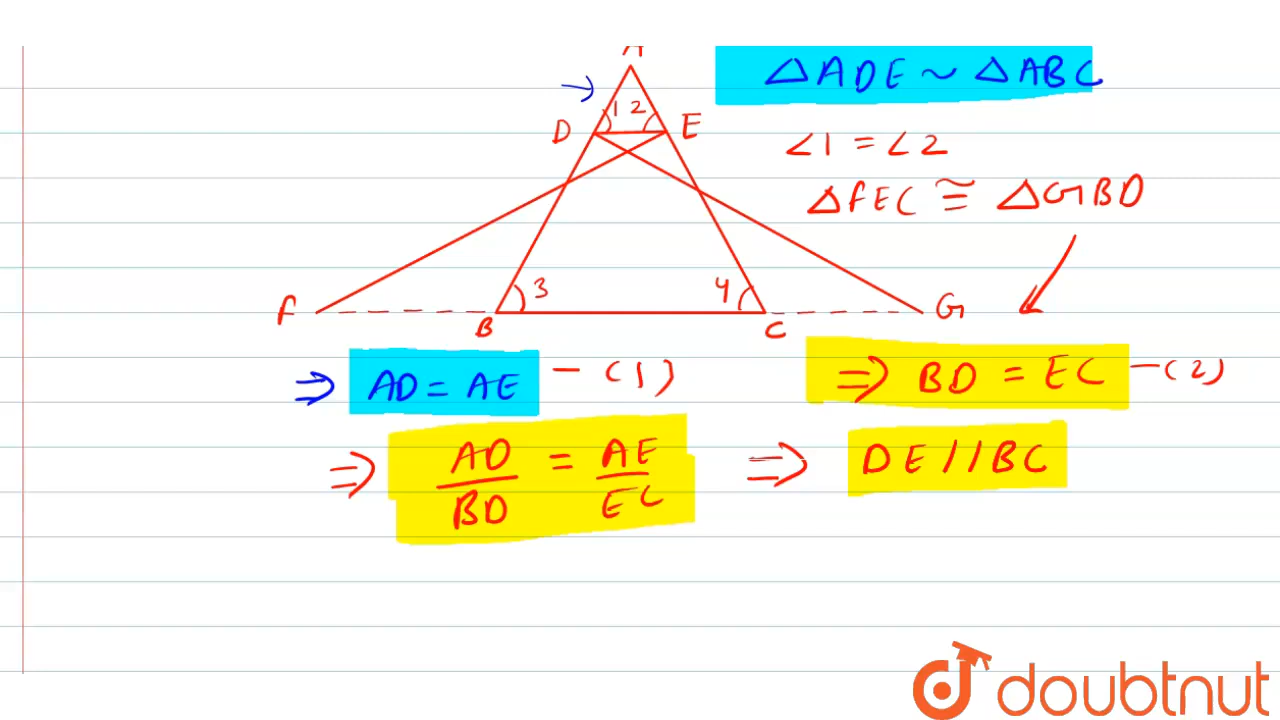 A
△ADE ~ △ABC
1 2
D E
∠1 = ∠2
△FEC ≅ △GBD
3 4
F B C G
⇒ AD = AE — (1)
⇒ BD = EC — (2)
⇒ AD/BD = AE/EC ⇒ DE//BC
doubtnut